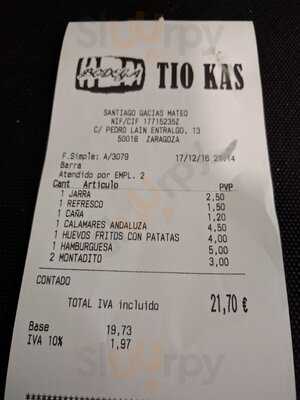 BODEGA TIO KAS
SANTIAGO GACIAS MATEO
NIF/CIF 17715235Z
C/ PEDRO LAIN ENTRALGO, 13
50018 ZARAGOZA
F.Simple: A/3079 17/12/16 21:14
Barra
Atendido por EMPL. 2
Cant Artículo PVP
1 JARRA 2,50
1 REFRESCO 1,50
1 CAÑA 1,20
1 CALAMARES ANDALUZA 4,50
1 HUEVOS FRITOS CON PATATAS 4,00
1 HAMBURGUESA 5,00
2 MONTADITO 3,00
CONTADO
TOTAL IVA incluido 21,70 €
Base 19,73
IVA 10% 1,97